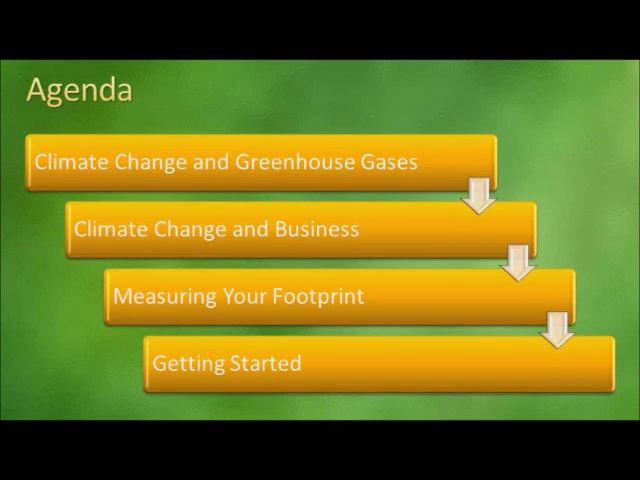 Agenda
Climate Change and Greenhouse Gases
Climate Change and Business
Measuring Your Footprint
Getting Started